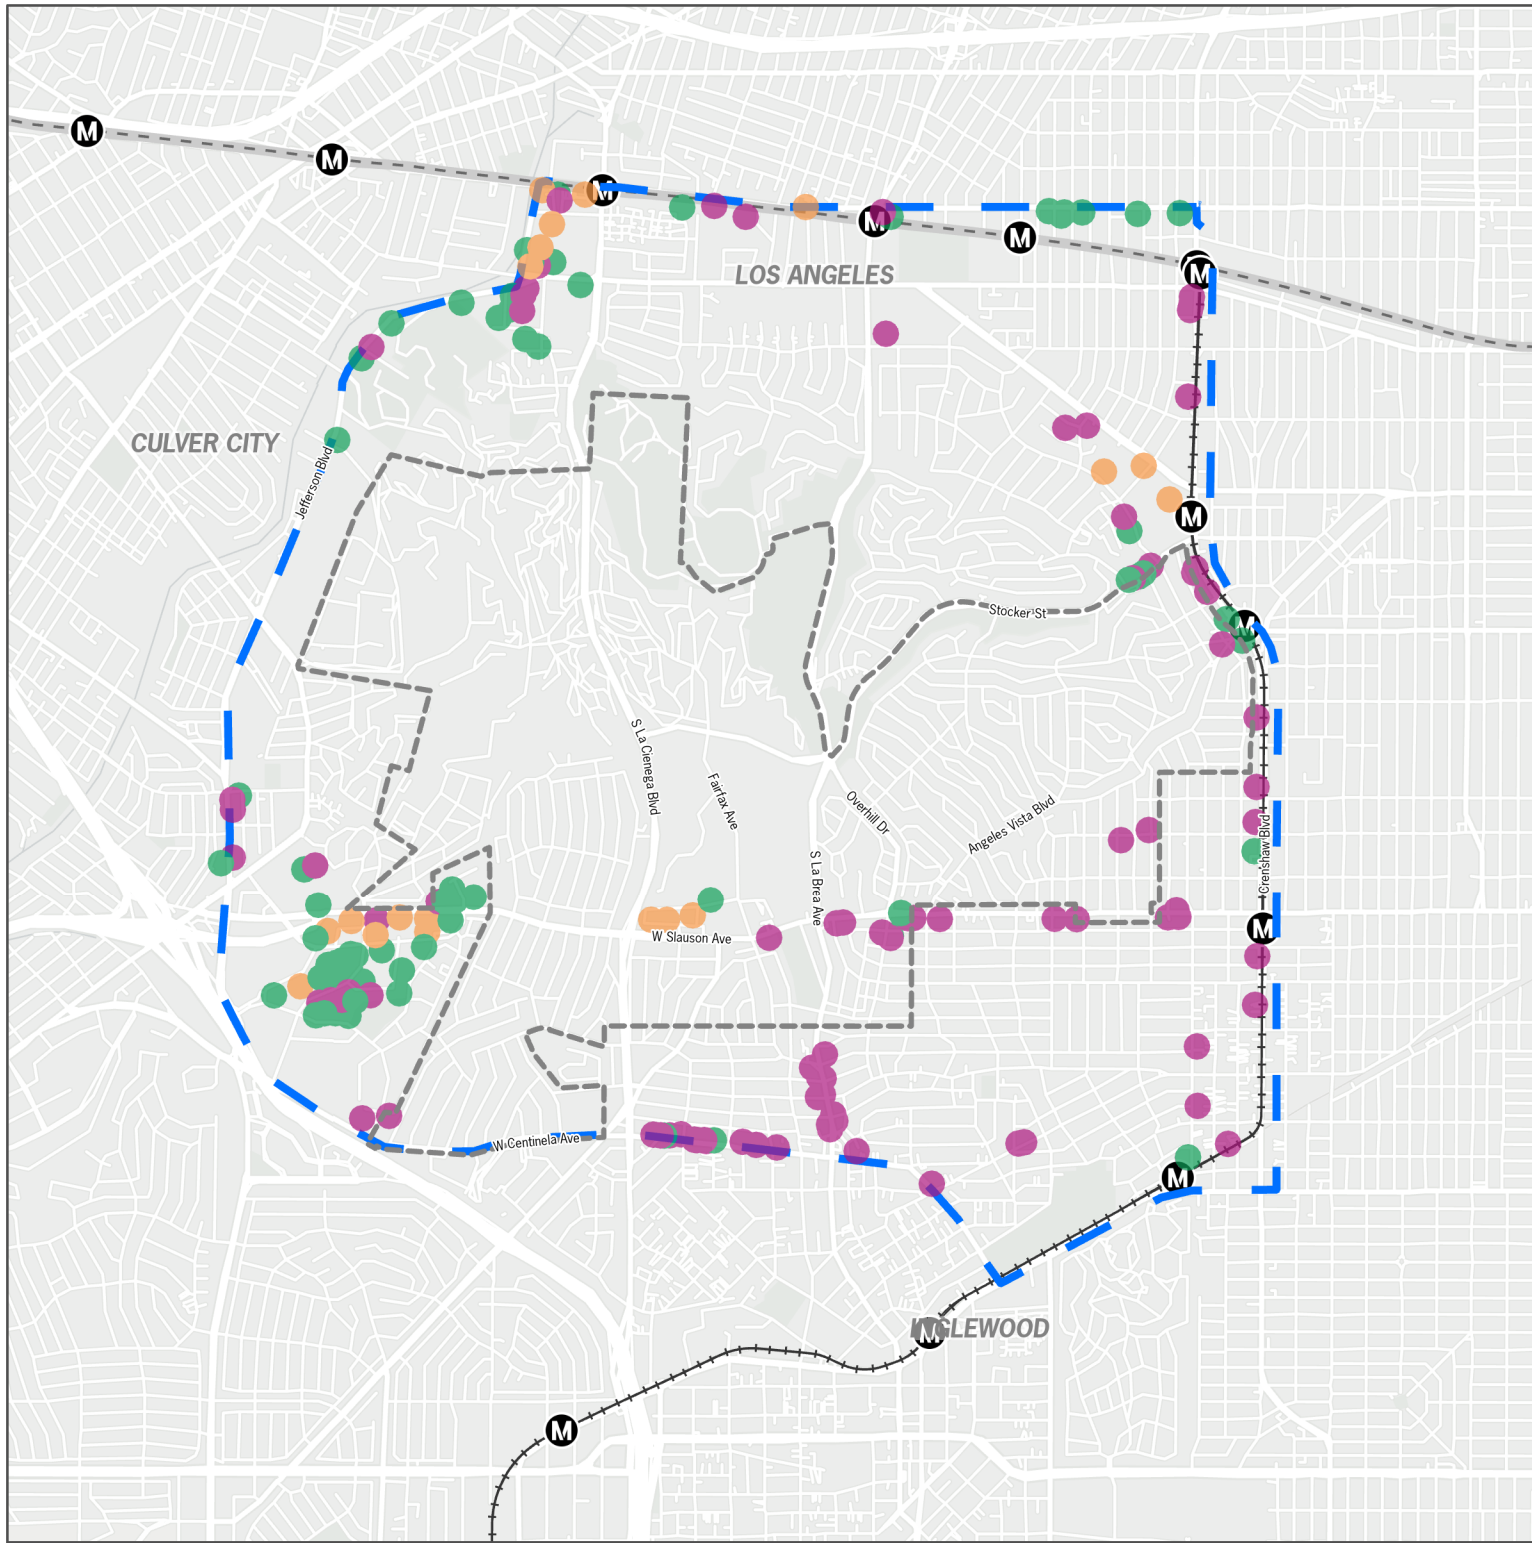 M
M
M
M
LOS ANGELES
M
M
CULVER CITY
Jefferson Blvd
M
Stocker St
M
S La Cienega Blvd
Fairfax Ave
Overhill Dr
Angeles Vista Blvd
S La Brea Ave
Crenshaw Blvd
W Slauson Ave
M
W Centinela Ave
M
INGLEWOOD
M
M